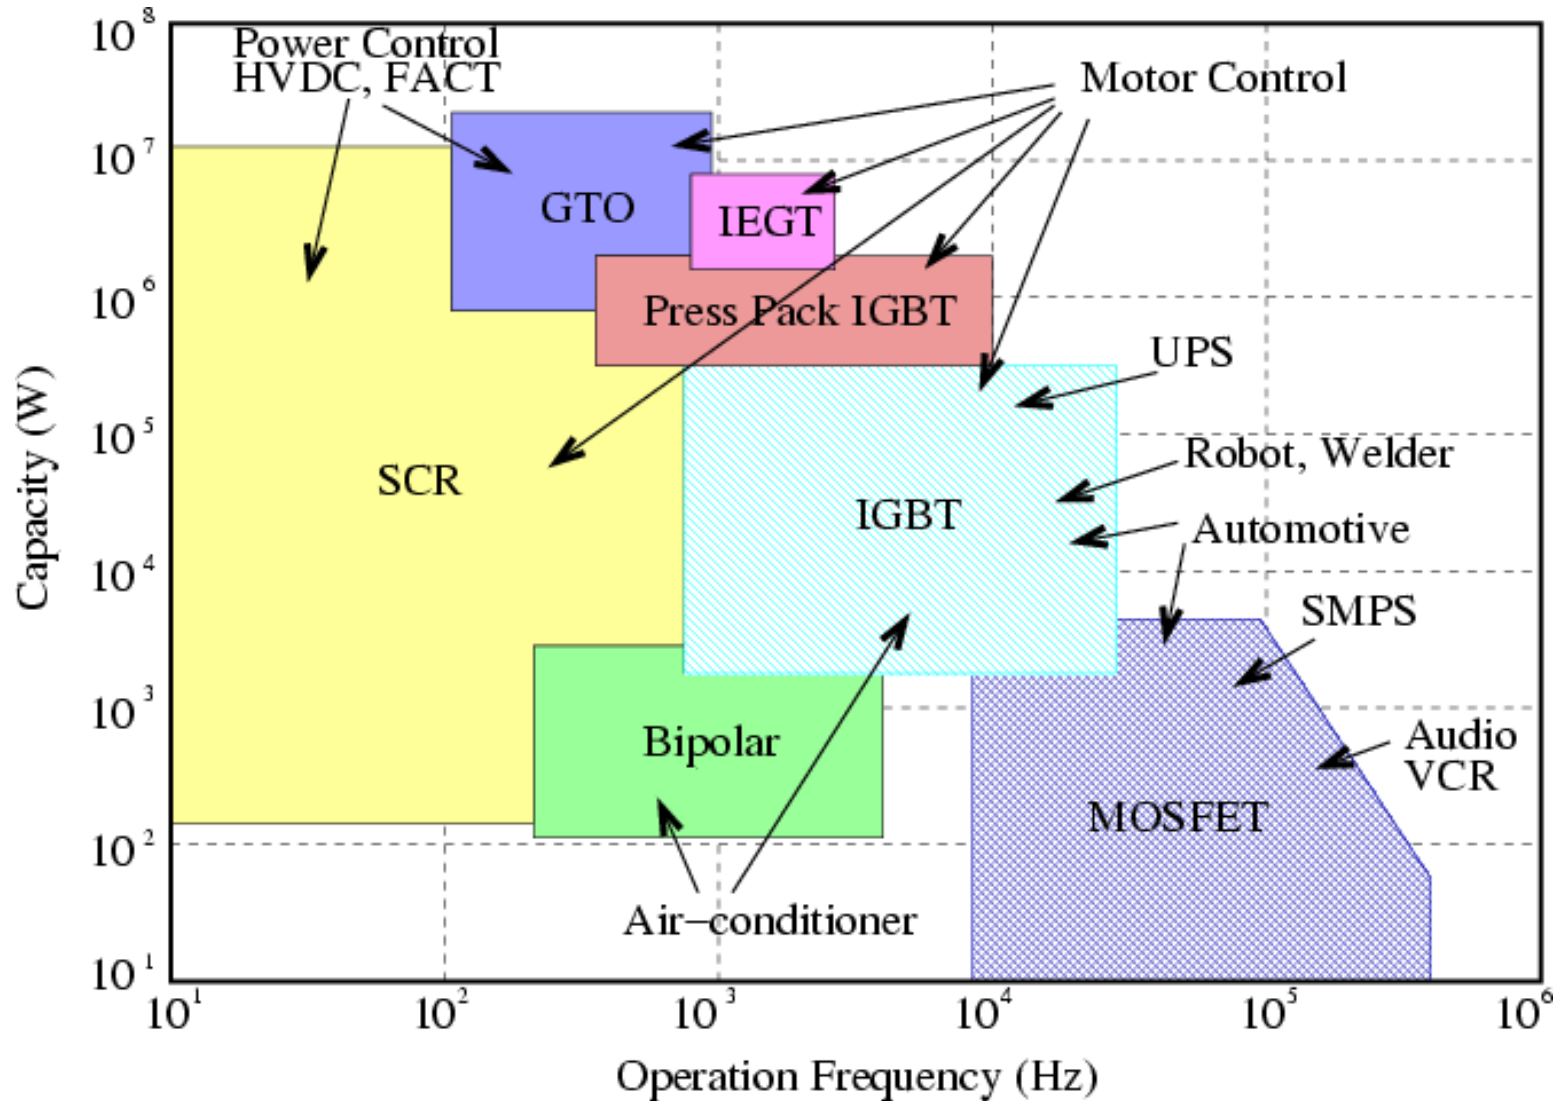 10⁸
Power Control
HVDC, FACT
Motor Control
10⁷
GTO
IEGT
10⁶
Press Pack IGBT
UPS
Capacity (W)
10⁵
Robot, Welder
SCR
IGBT
Automotive
10⁴
SMPS
10³
Bipolar
Audio
VCR
MOSFET
10²
Air-conditioner
10¹
10¹ 10² 10³ 10⁴ 10⁵ 10⁶
Operation Frequency (Hz)